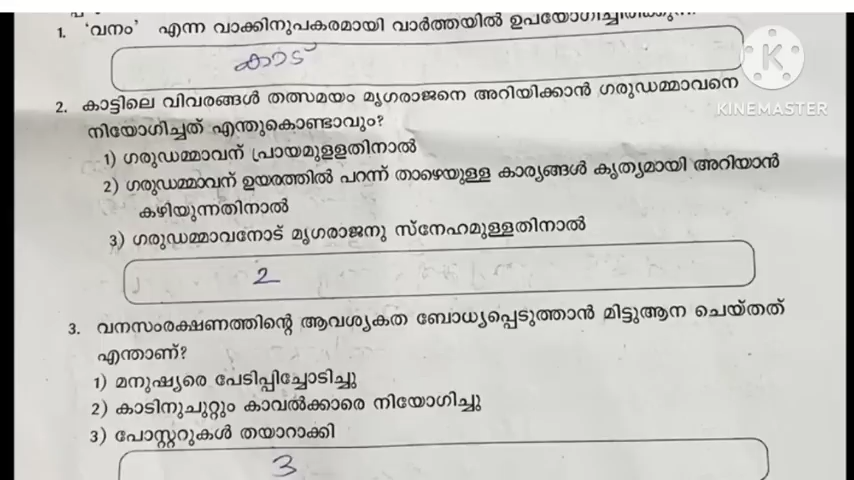 1. 'വനം' എന്ന വാക്കിനുപകരമായി വാർത്തയിൽ ഉപയോഗിച്ചിരിക്കുന്ന
കാട്
K
KINEMASTER
2. കാട്ടിലെ വിവരങ്ങൾ തത്സമയം മൃഗരാജനെ അറിയിക്കാൻ ഗരുഡമ്മാവനെ
നിയോഗിച്ചത് എന്തുകൊണ്ടാവും?
1) ഗരുഡമ്മാവന് പ്രായമുള്ളതിനാൽ
2) ഗരുഡമ്മാവന് ഉയരത്തിൽ പറന്ന് താഴെയുള്ള കാര്യങ്ങൾ കൃത്യമായി അറിയാൻ
കഴിയുന്നതിനാൽ
3) ഗരുഡമ്മാവനോട് മൃഗരാജനു സ്നേഹമുള്ളതിനാൽ
2
3. വനസംരക്ഷണത്തിന്റെ ആവശ്യകത ബോധ്യപ്പെടുത്താൻ മിട്ടുആന ചെയ്തത്
എന്താണ്?
1) മനുഷ്യരെ പേടിപ്പിച്ചോടിച്ചു
2) കാടിനുചുറ്റും കാവൽക്കാരെ നിയോഗിച്ചു
3) പോസ്റ്ററുകൾ തയാറാക്കി
3